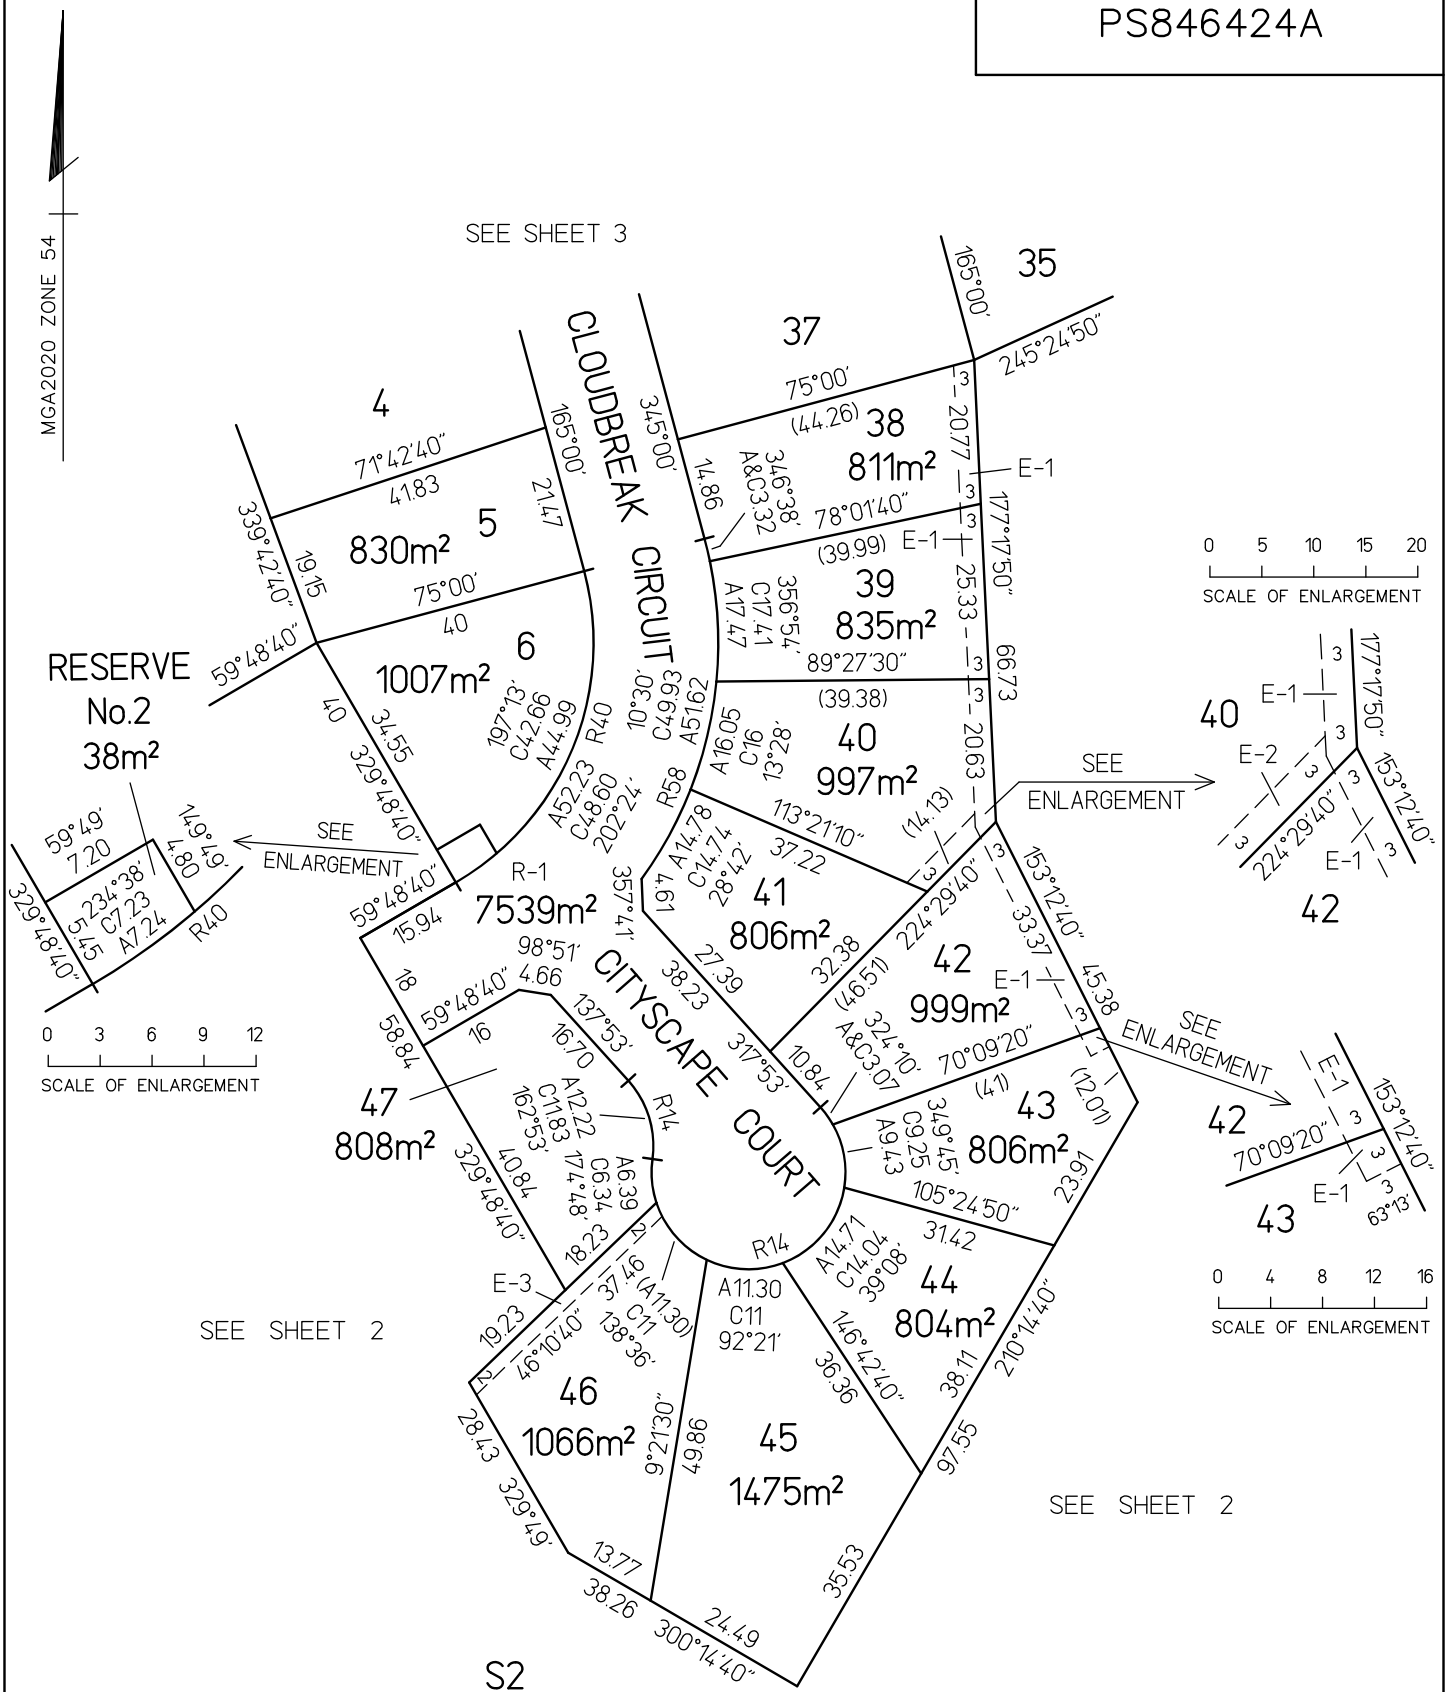 PS846424A
MGA2020 ZONE 54
SEE SHEET 3
165°00'
35
245°24'50"
37
75°00'
(44.26)
4
71°42'40"
41.83
165°00'
21.47
CLOUDBREAK CIRCUIT
345°00'
14.86
346°38'
A&C3.32
38
811m²
3
20.77
3
E-1
78°01'40"
(39.99)
E-1
3
25.33
3
177°17'50"
66.73
339°42'40"
19.15
5
830m²
75°00'
40
59°48'40"
6
1007m²
40
34.55
329°48'40"
197°13'
C42.66
A44.99
R40
10°30'
C49.93
A51.62
356°54'
C17.41
A17.47
39
835m²
89°27'30"
(39.38)
3
20.63
A16.05
C16
13°28'
40
997m²
R58
A52.23
C48.60
202°24'
(14.13)
3
SEE
ENLARGEMENT
113°21'10"
37.22
A14.78
C14.74
28°42'
41
806m²
357°41'
4.61
27.39
38.23
32.38
224°29'40"
(46.51)
RESERVE
No.2
38m²
59°49'
7.20
149°49'
4.80
234°38'
C7.23
A7.24
5.45
329°48'40"
R40
SEE
ENLARGEMENT
0 3 6 9 12
SCALE OF ENLARGEMENT
59°48'40"
15.94
R-1
7539m²
98°51'
4.66
CITYSCAPE COURT
18
59°48'40"
16
58.84
137°53'
16.70
317°53'
10.84
324°10'
A&C3.07
42
999m²
E-1
3
33.37
3
153°12'40"
45.38
70°09'20"
(41)
(12.01)
SEE
ENLARGEMENT
43
806m²
349°45'
C9.25
A9.43
23.91
105°24'50"
31.42
47
808m²
329°48'40"
40.84
A12.22
C11.83
162°53'
R14
A6.39
C6.34
174°48'
18.23
2
E-3
19.23
2
37.46
46°10'40"
(A11.30)
C11
138°36'
R14
A11.30
C11
92°21'
A14.71
C14.04
39°08'
44
804m²
146°42'40"
36.36
38.11
210°14'40"
97.55
46
1066m²
28.43
329°49'
9°21'30"
49.86
45
1475m²
35.53
13.77
38.26
24.49
300°14'40"
SEE SHEET 2
SEE SHEET 2
S2
0 5 10 15 20
SCALE OF ENLARGEMENT
177°17'50"
3
E-1
40
3
E-2
3
3
3
224°29'40"
E-1
3
153°12'40"
42
E-1
153°12'40"
42
3
70°09'20"
3
E-1
3
63°13'
43
0 4 8 12 16
SCALE OF ENLARGEMENT